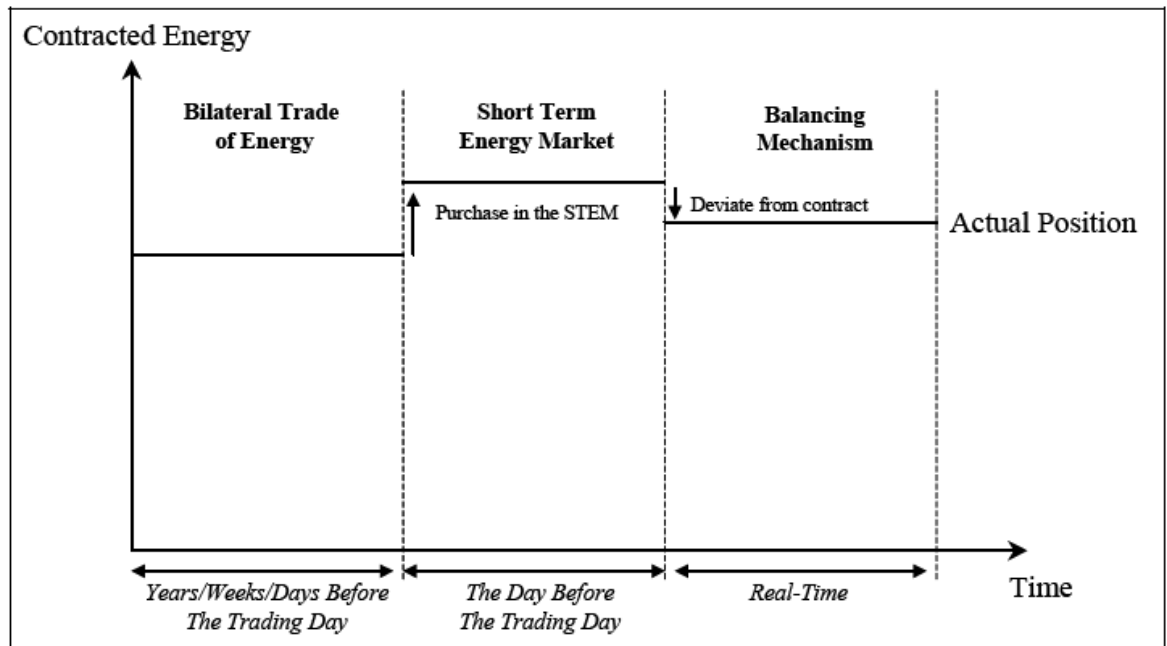 Contracted Energy
Bilateral Trade
of Energy
Short Term
Energy Market
Balancing
Mechanism
Purchase in the STEM
Deviate from contract
Actual Position
Years/Weeks/Days Before
The Trading Day
The Day Before
The Trading Day
Real-Time
Time